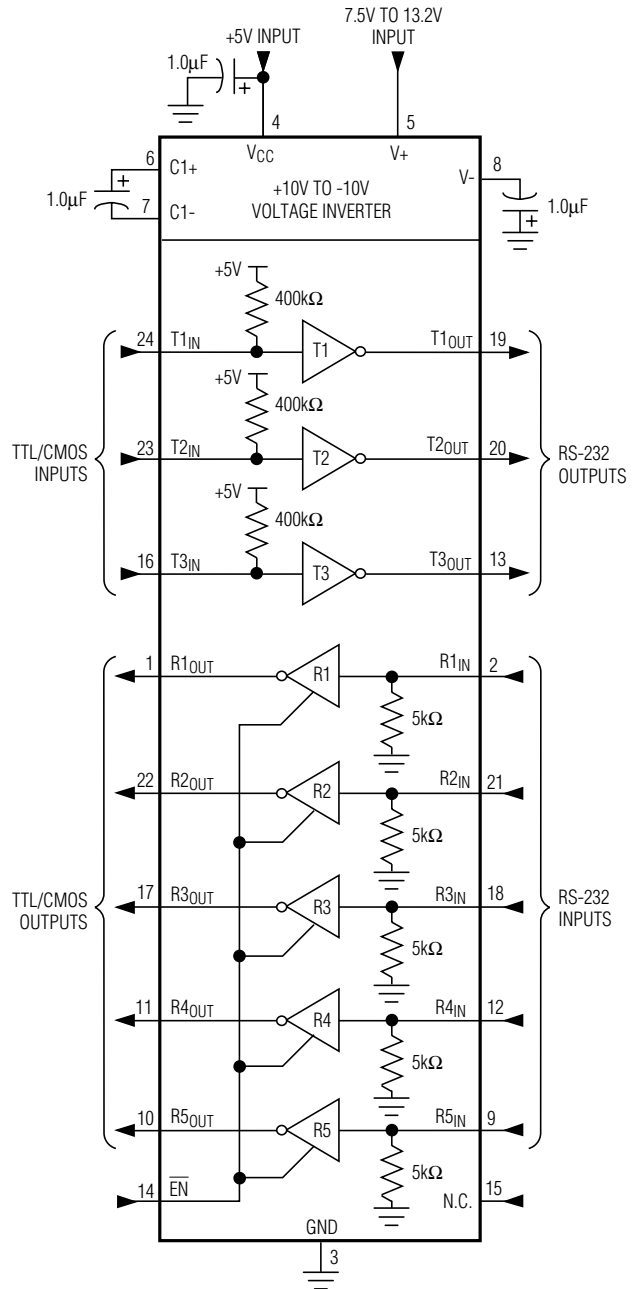 7.5V TO 13.2V
INPUT
+5V INPUT
1.0μF
+
4
5
VCC
V+
6
C1+
8
V-
+
1.0μF
+10V TO -10V
VOLTAGE INVERTER
7
C1-
+
1.0μF
+5V
400kΩ
24
T1IN
T1
T1OUT
19
+5V
400kΩ
TTL/CMOS
INPUTS
23
T2IN
T2
T2OUT
20
RS-232
OUTPUTS
+5V
400kΩ
16
T3IN
T3
T3OUT
13
1
R1OUT
R1
R1IN
2
5kΩ
22
R2OUT
R2
R2IN
21
5kΩ
TTL/CMOS
OUTPUTS
17
R3OUT
R3
R3IN
18
RS-232
INPUTS
5kΩ
11
R4OUT
R4
R4IN
12
5kΩ
10
R5OUT
R5
R5IN
9
5kΩ
14
EN
N.C.
15
GND
3